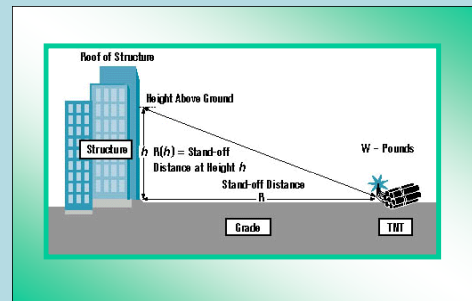 Roof of Structure
Height Above Ground
Structure
h R(h) = Stand-off
Distance at Height h
W - Pounds
Stand-off Distance
R
Grade
TNT